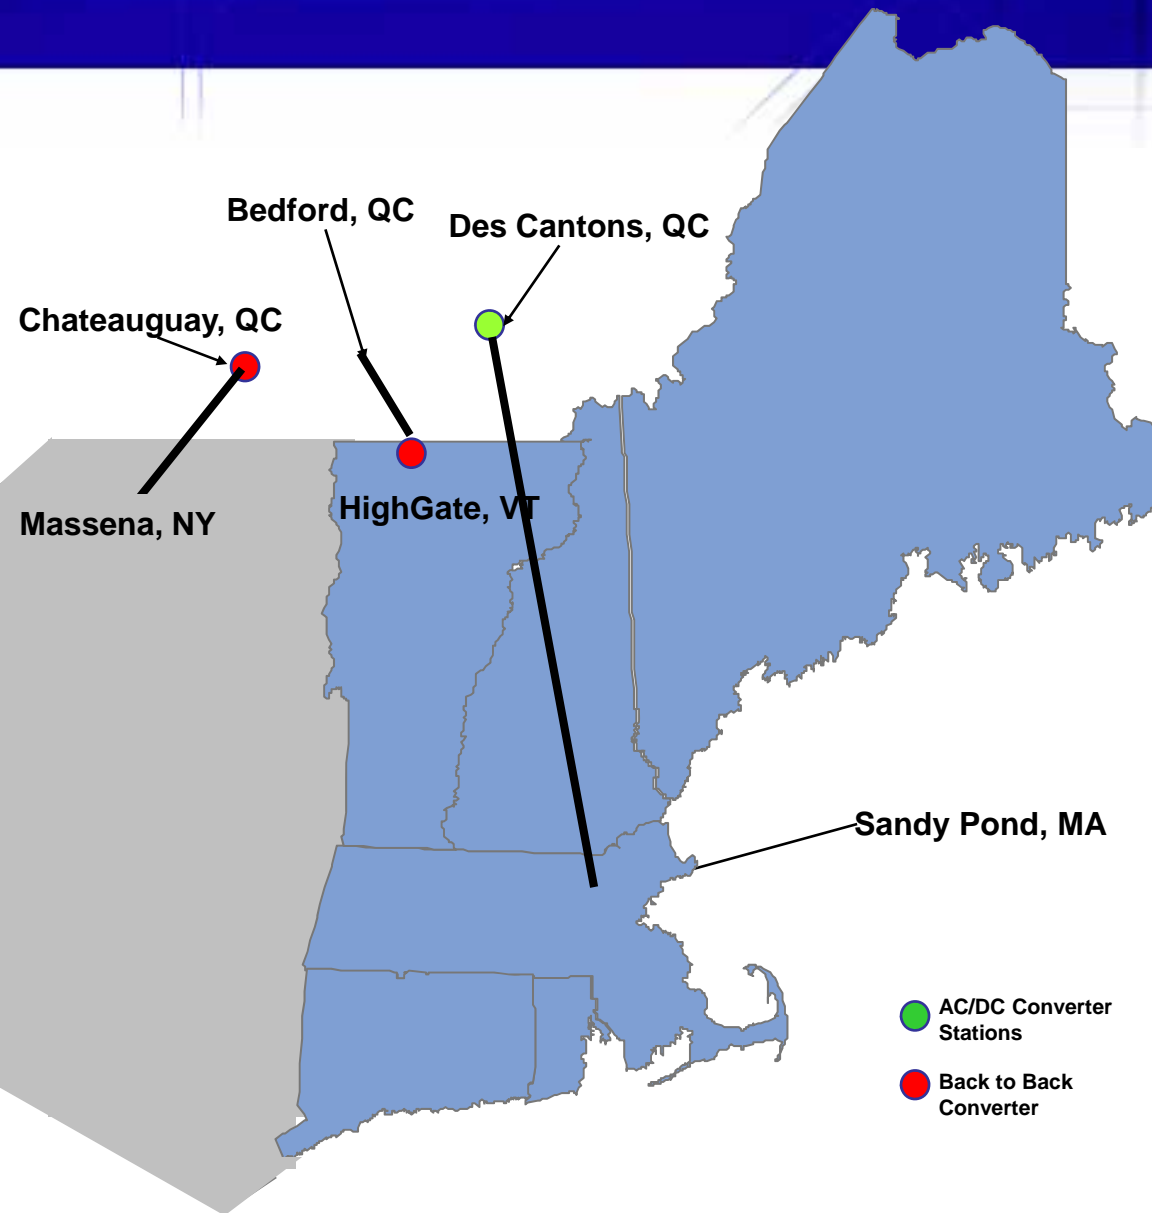 Bedford, QC
Des Cantons, QC
Chateauguay, QC
HighGate, VT
Massena, NY
Sandy Pond, MA
AC/DC Converter
Stations
Back to Back
Converter